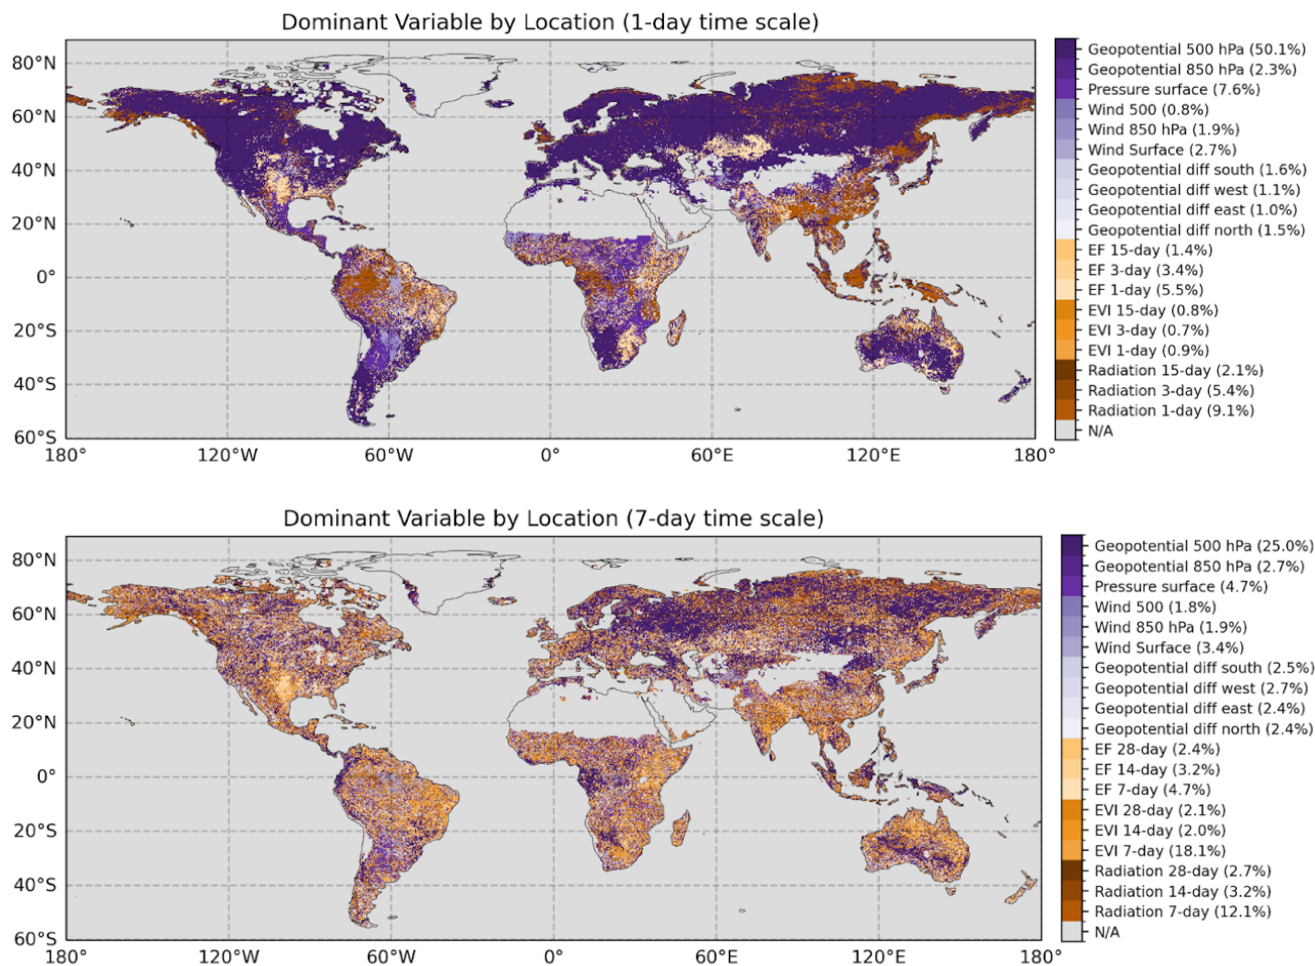 Dominant Variable by Location (1-day time scale)
80°N
60°N
40°N
20°N
0°
20°S
40°S
60°S
180°
120°W
60°W
0°
60°E
120°E
180°
Geopotential 500 hPa (50.1%)
Geopotential 850 hPa (2.3%)
Pressure surface (7.6%)
Wind 500 (0.8%)
Wind 850 hPa (1.9%)
Wind Surface (2.7%)
Geopotential diff south (1.6%)
Geopotential diff west (1.1%)
Geopotential diff east (1.0%)
Geopotential diff north (1.5%)
EF 15-day (1.4%)
EF 3-day (3.4%)
EF 1-day (5.5%)
EVI 15-day (0.8%)
EVI 3-day (0.7%)
EVI 1-day (0.9%)
Radiation 15-day (2.1%)
Radiation 3-day (5.4%)
Radiation 1-day (9.1%)
N/A
Dominant Variable by Location (7-day time scale)
80°N
60°N
40°N
20°N
0°
20°S
40°S
60°S
180°
120°W
60°W
0°
60°E
120°E
180°
Geopotential 500 hPa (25.0%)
Geopotential 850 hPa (2.7%)
Pressure surface (4.7%)
Wind 500 (1.8%)
Wind 850 hPa (1.9%)
Wind Surface (3.4%)
Geopotential diff south (2.5%)
Geopotential diff west (2.7%)
Geopotential diff east (2.4%)
Geopotential diff north (2.4%)
EF 28-day (2.4%)
EF 14-day (3.2%)
EF 7-day (4.7%)
EVI 28-day (2.1%)
EVI 14-day (2.0%)
EVI 7-day (18.1%)
Radiation 28-day (2.7%)
Radiation 14-day (3.2%)
Radiation 7-day (12.1%)
N/A